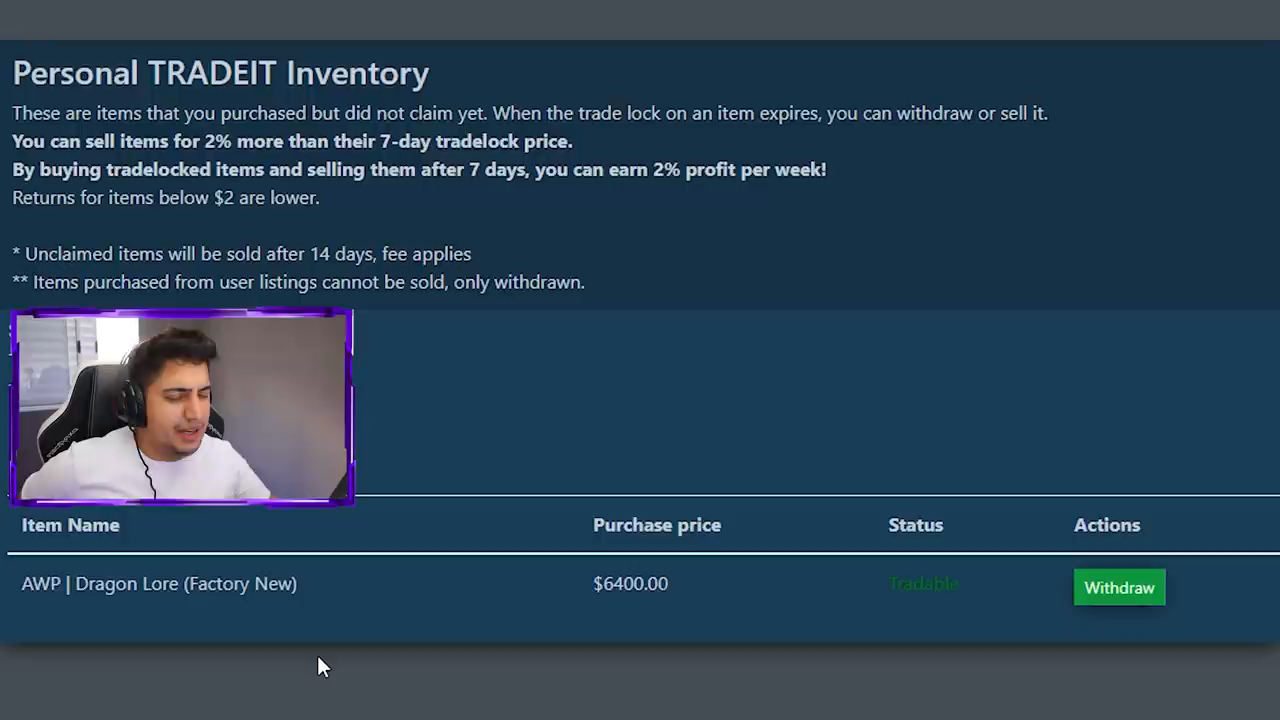 Personal TRADEIT Inventory
These are items that you purchased but did not claim yet. When the trade lock on an item expires, you can withdraw or sell it.
You can sell items for 2% more than their 7-day tradelock price.
By buying tradelocked items and selling them after 7 days, you can earn 2% profit per week!
Returns for items below $2 are lower.
* Unclaimed items will be sold after 14 days, fee applies
** Items purchased from user listings cannot be sold, only withdrawn.
Item Name Purchase price Status Actions
AWP | Dragon Lore (Factory New) $6400.00 Tradable Withdraw